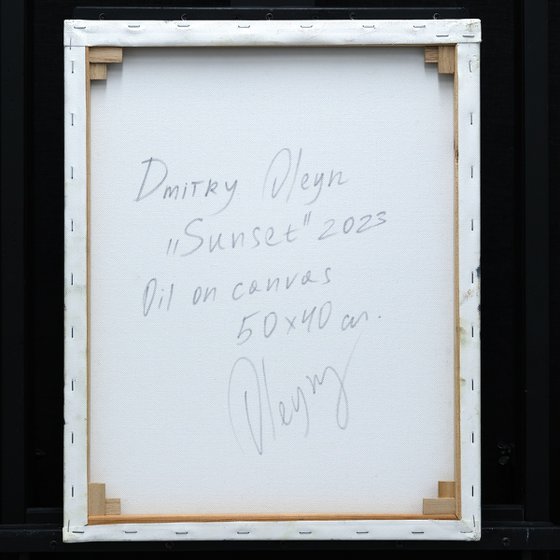 Dmitry Oleyn
„Sunset" 2023
Oil on canvas
50x40 cm.
Oleyn